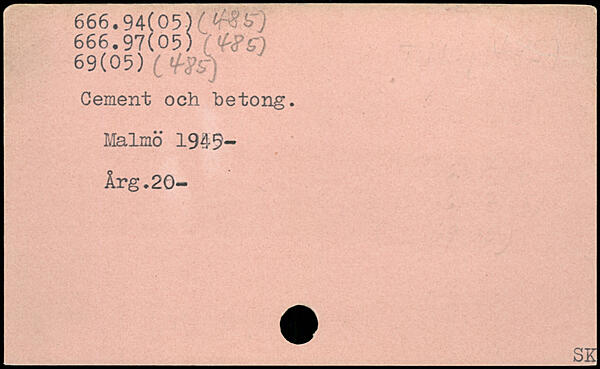 666.94(05)(485)
666.97(05)(485)
69(05)(485)
Cement och betong.
Malmö 1945-
Årg.20-
SK